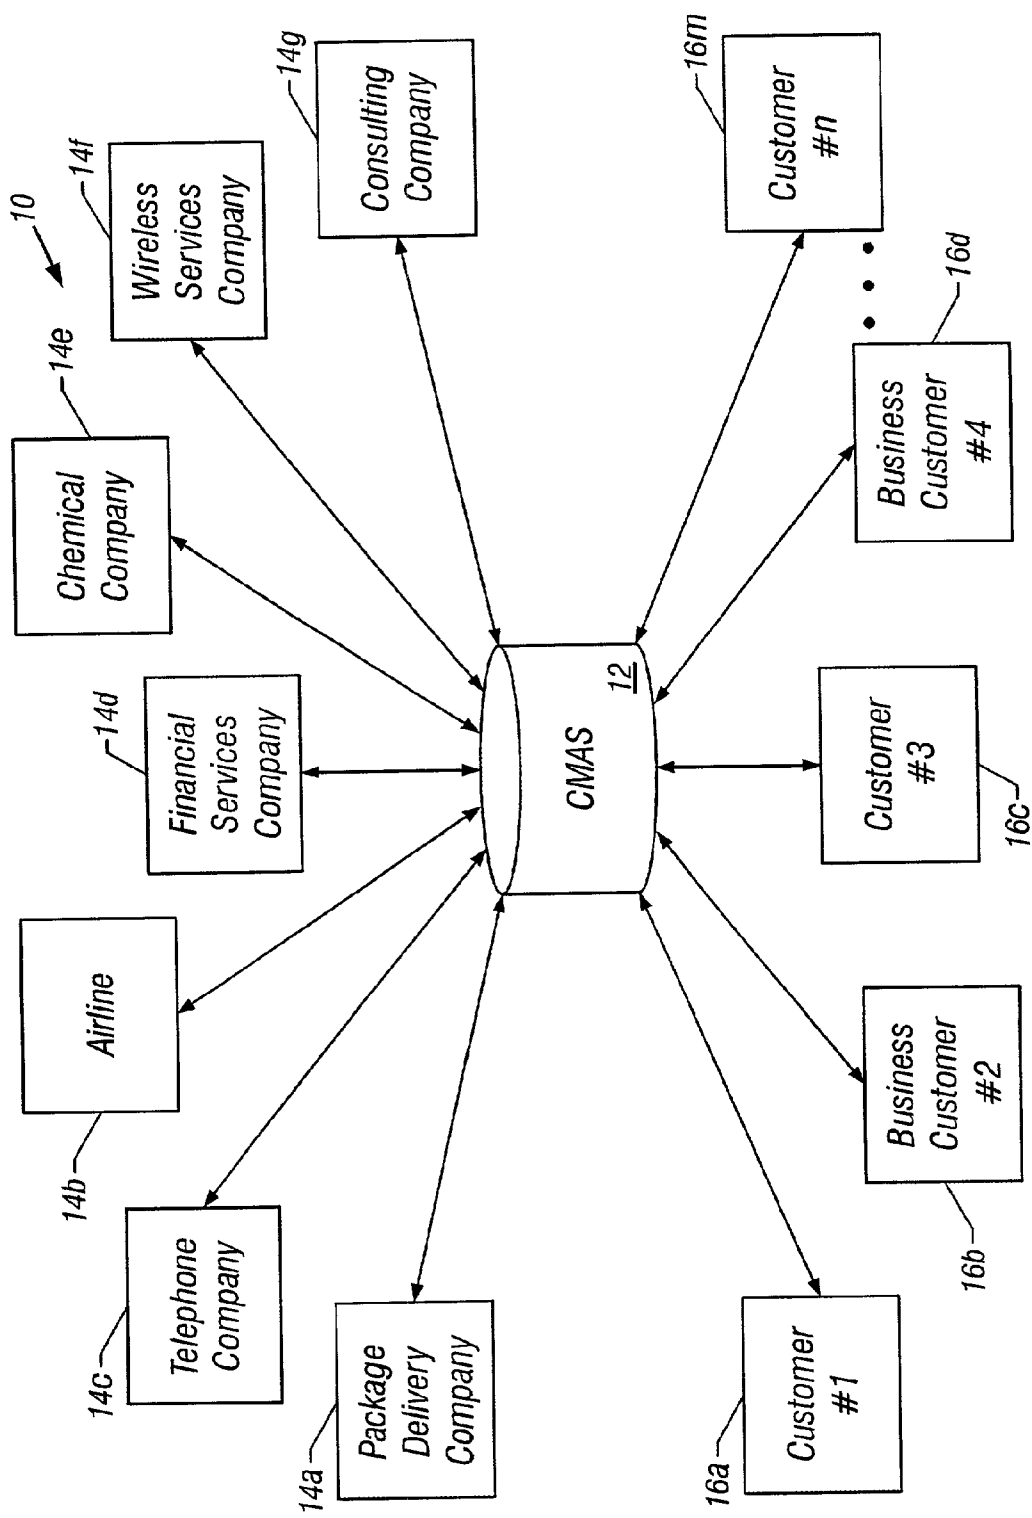 10
14a
Package
Delivery
Company
14c
Telephone
Company
14b
Airline
14d
Financial
Services
Company
14e
Chemical
Company
14f
Wireless
Services
Company
14g
Consulting
Company
CMAS
12
16a
Customer
#1
16b
Business
Customer
#2
16c
Customer
#3
16d
Business
Customer
#4
16m
Customer
#n